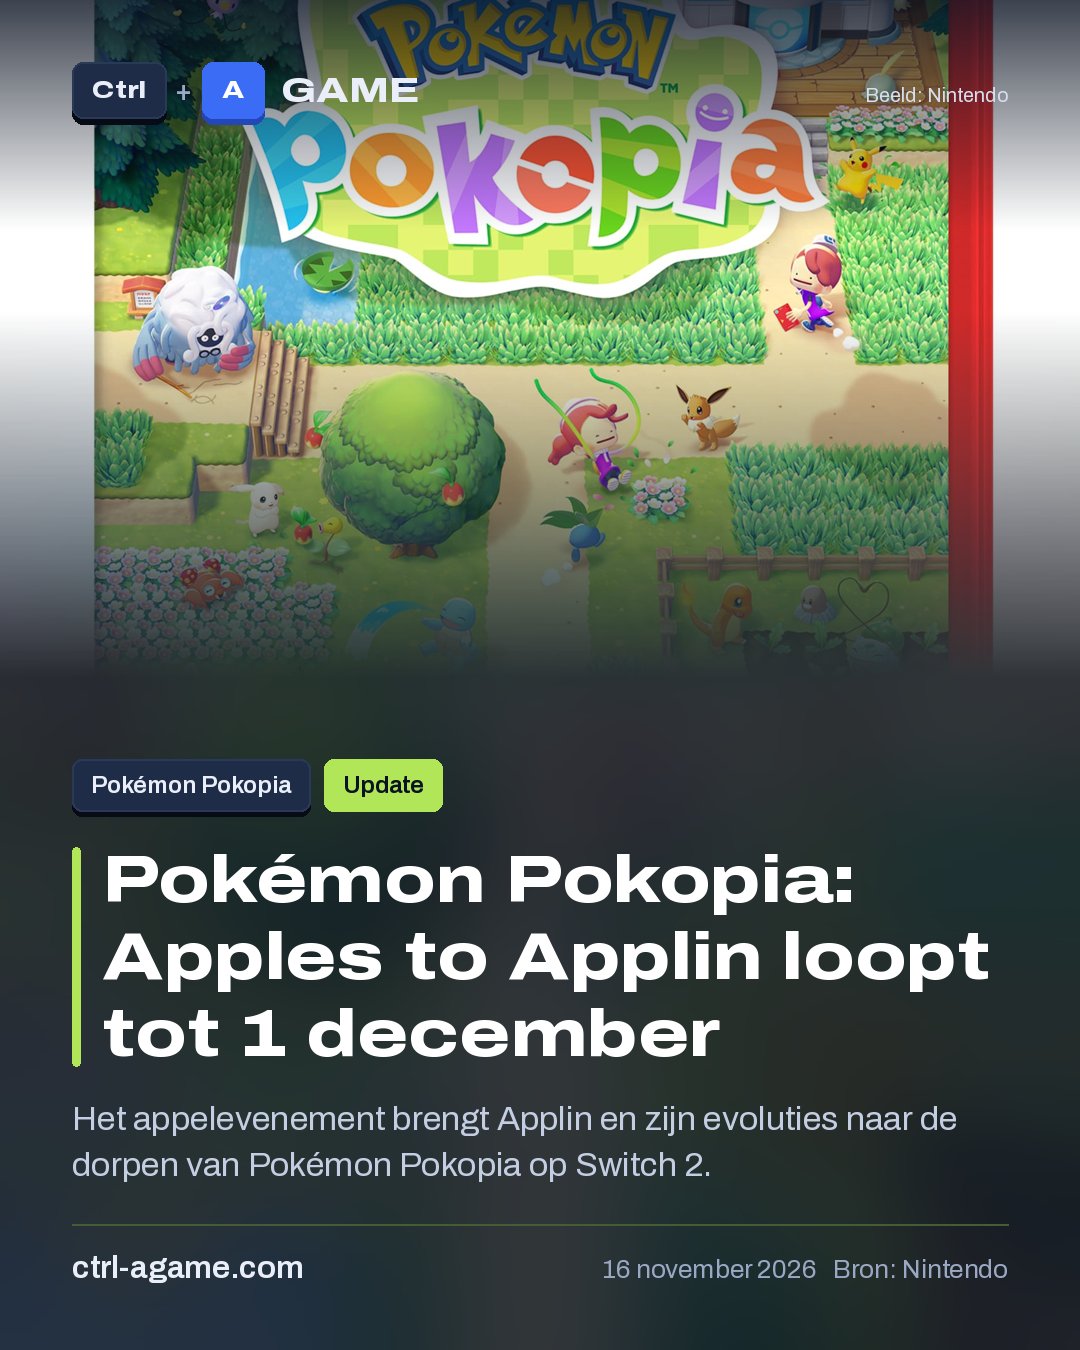 POKéMON
TM
pokopia
Ctrl + A GAME
Beeld: Nintendo
Pokémon Pokopia
Update
Pokémon Pokopia:
Apples to Applin loopt
tot 1 december
Het appelevenement brengt Applin en zijn evoluties naar de
dorpen van Pokémon Pokopia op Switch 2.
ctrl-agame.com
16 november 2026 Bron: Nintendo